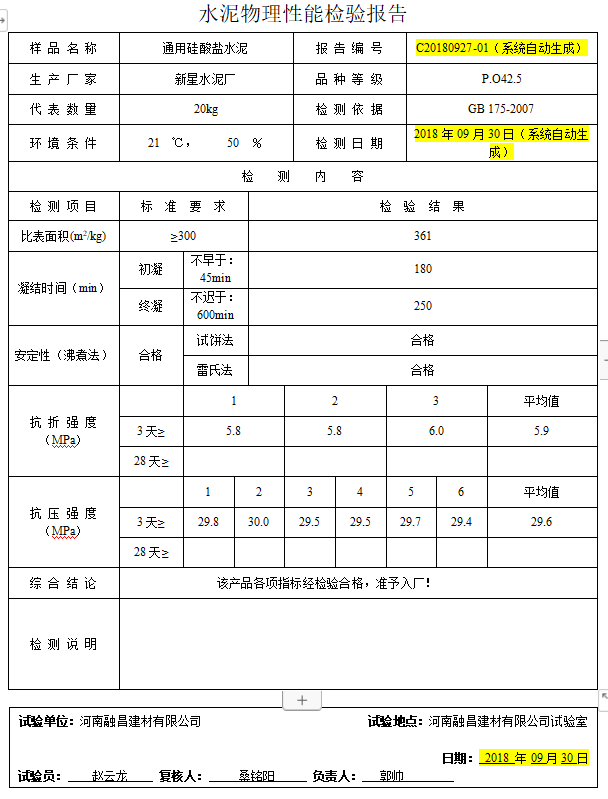 水泥物理性能检验报告
样品名称 通用硅酸盐水泥 报告编号 C20180927-01（系统自动生成）
生产厂家 新星水泥厂 品种等级 P.O42.5
代表数量 20kg 检测依据 GB 175-2007
环境条件 21 ℃， 50 % 检测日期 2018 年 09 月 30 日（系统自动生
成）
检 测 内 容
检测项目 标准要求 检验结果
比表面积(m²/kg) ≥300 361
凝结时间（min） 初凝 不早于：
45min 180
终凝 不迟于：
600min 250
安定性（沸煮法） 合格 试饼法 合格
雷氏法 合格
抗折强度
（MPa） 1 2 3 平均值
3 天≥ 5.8 5.8 6.0 5.9
28 天≥
抗压强度
（MPa） 1 2 3 4 5 6 平均值
3 天≥ 29.8 30.0 29.5 29.5 29.7 29.4 29.6
28 天≥
综合结论 该产品各项指标经检验合格，准予入厂！
检测说明
试验单位：河南融昌建材有限公司 试验地点：河南融昌建材有限公司试验室
日期： 2018 年 09 月 30 日
试验员： 赵云龙 复核人： 桑铭阳 负责人： 郭帅